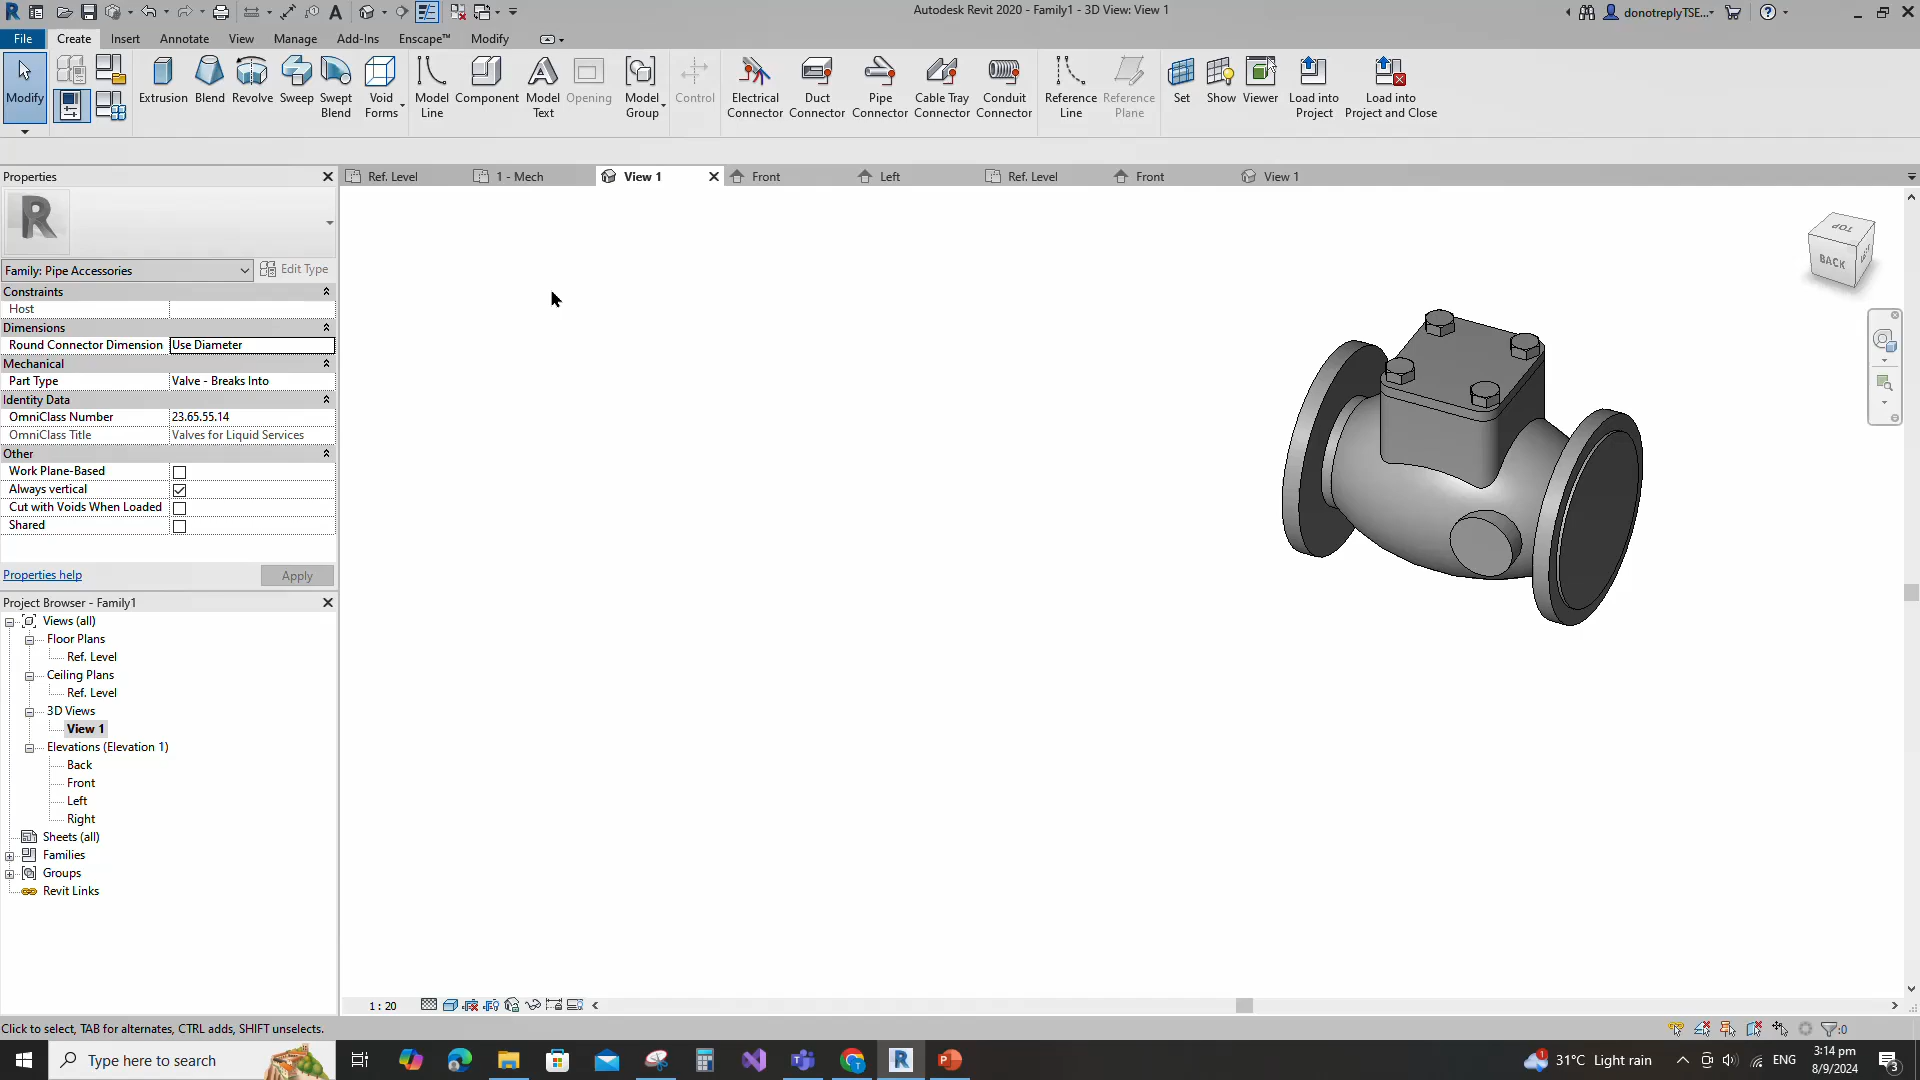 Autodesk Revit 2020 - Family1 - 3D View: View 1
donotreplyTSE...
File Create Insert Annotate View Manage Add-Ins Enscape™ Modify
Modify
Extrusion Blend Revolve Sweep Swept Blend Void Forms
Model Line Component Model Text Opening Model Group Control
Electrical Connector Duct Connector Pipe Connector Cable Tray Connector Conduit Connector
Reference Line Reference Plane Set Show Viewer Load into Project Load into Project and Close
Properties
Ref. Level 1 - Mech View 1 Front Left Ref. Level Front View 1
Family: Pipe Accessories
Edit Type
Constraints
Host
Dimensions
Round Connector Dimension Use Diameter
Mechanical
Part Type Valve - Breaks Into
Identity Data
OmniClass Number 23.65.55.14
OmniClass Title Valves for Liquid Services
Other
Work Plane-Based
Always vertical
Cut with Voids When Loaded
Shared
Properties help
Apply
Project Browser - Family1
Views (all)
Floor Plans
Ref. Level
Ceiling Plans
Ref. Level
3D Views
View 1
Elevations (Elevation 1)
Back
Front
Left
Right
Sheets (all)
Families
Groups
Revit Links
TOP
BACK
1 : 20
Click to select, TAB for alternates, CTRL adds, SHIFT unselects.
:0
Type here to search
31°C Light rain
ENG
3:14 pm
8/9/2024
3